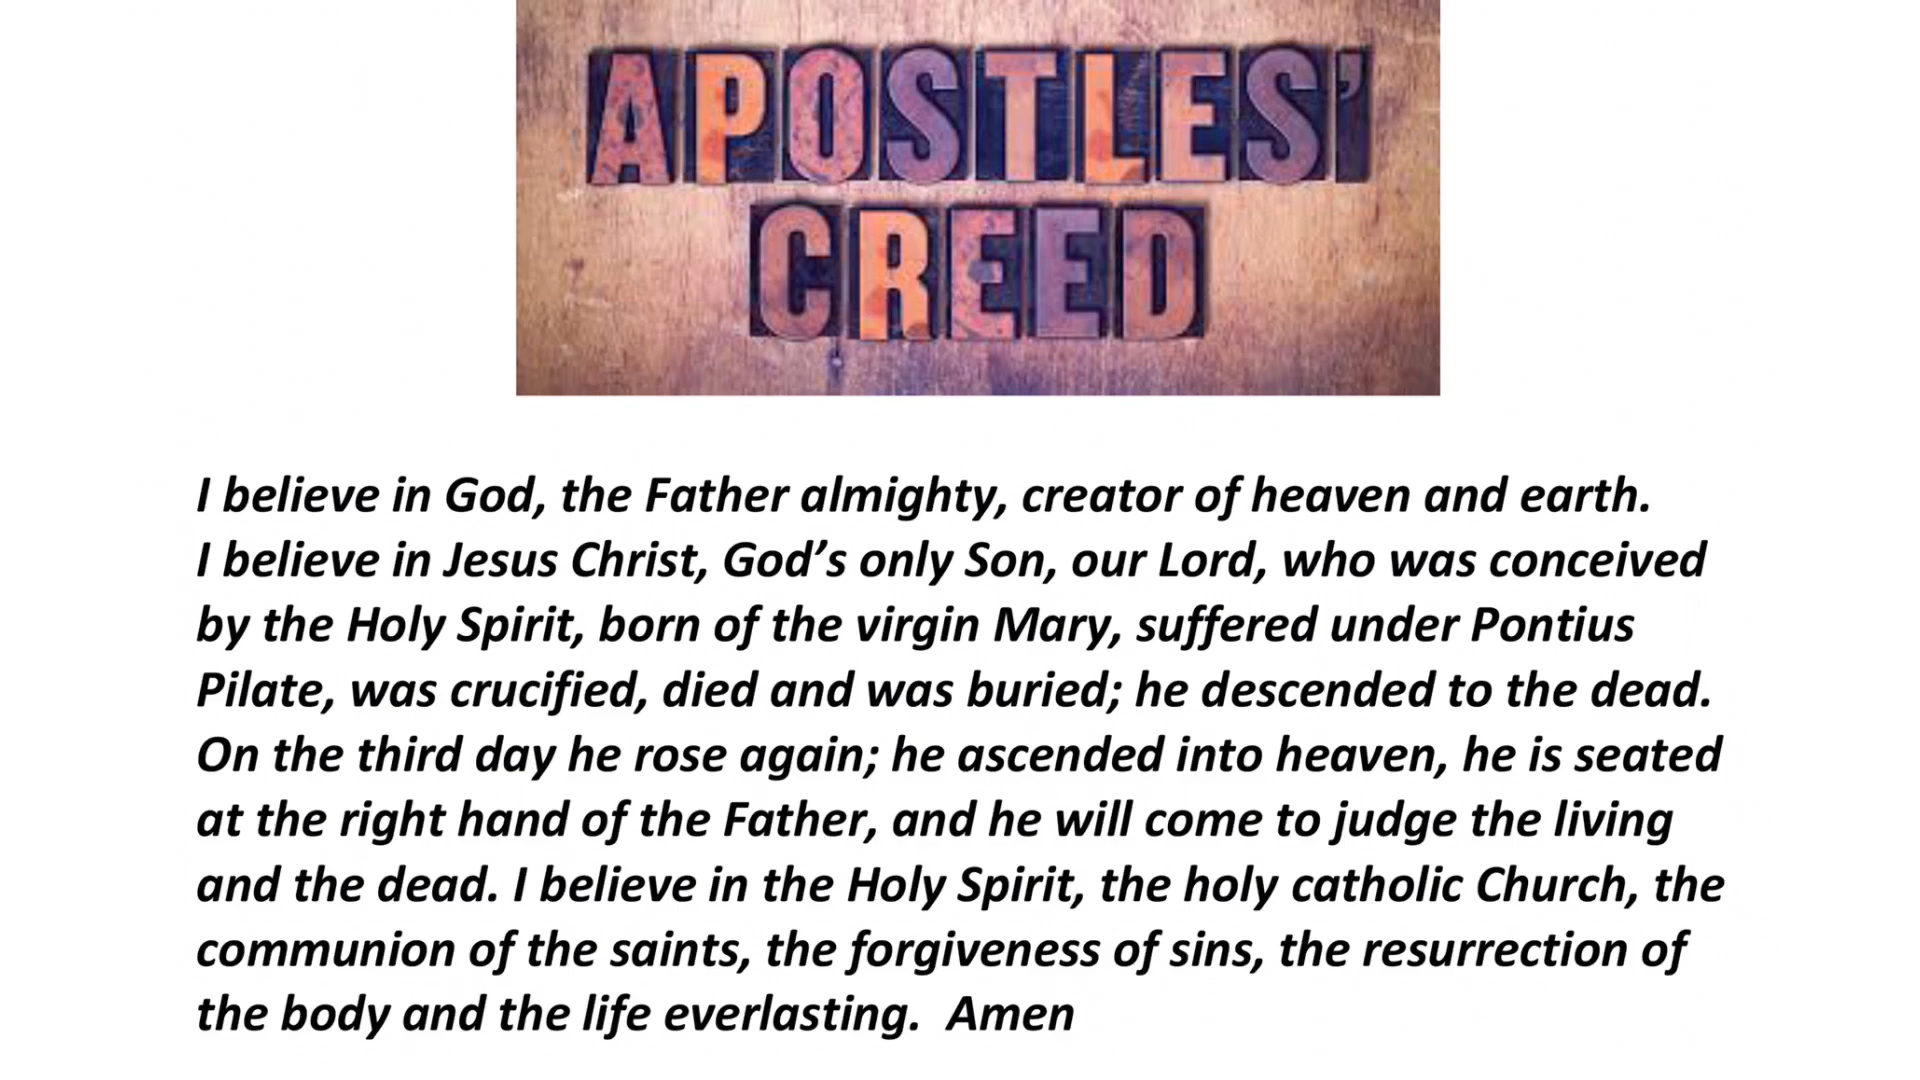 APOSTLES’
CREED
I believe in God, the Father almighty, creator of heaven and earth.
I believe in Jesus Christ, God’s only Son, our Lord, who was conceived
by the Holy Spirit, born of the virgin Mary, suffered under Pontius
Pilate, was crucified, died and was buried; he descended to the dead.
On the third day he rose again; he ascended into heaven, he is seated
at the right hand of the Father, and he will come to judge the living
and the dead. I believe in the Holy Spirit, the holy catholic Church, the
communion of the saints, the forgiveness of sins, the resurrection of
the body and the life everlasting.  Amen